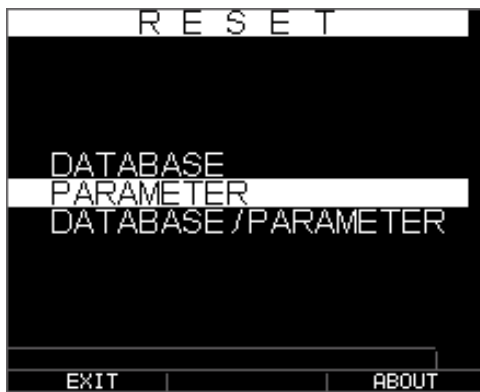 R E S E T
DATABASE
PARAMETER
DATABASE/PARAMETER
EXIT ABOUT